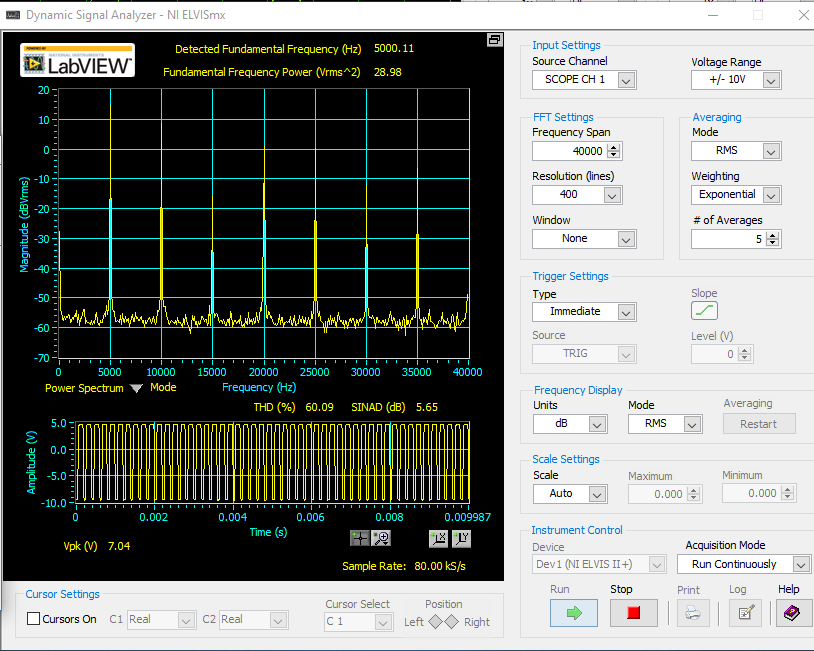 Dynamic Signal Analyzer - NI ELVISmx
POWERED BY
NATIONAL INSTRUMENTS
LabVIEW™
Detected Fundamental Frequency (Hz) 5000.11
Fundamental Frequency Power (Vrms^2) 28.98
Magnitude (dBVrms)
20
10
0
-10
-20
-30
-40
-50
-60
-70
0 5000 10000 15000 20000 25000 30000 35000 40000
Power Spectrum Mode Frequency (Hz)
THD (%) 60.09 SINAD (dB) 5.65
Amplitude (V)
5.0
0.0
-5.0
-10.0
0 0.002 0.004 0.006 0.008 0.009987
Time (s)
Vpk (V) 7.04
X Y
Sample Rate: 80.00 kS/s
Cursor Settings
Cursors On C1 Real C2 Real
Cursor Select
C 1
Position
Left Right
Input Settings
Source Channel Voltage Range
SCOPE CH 1 +/- 10V
FFT Settings
Frequency Span
40000
Resolution (lines)
400
Window
None
Averaging
Mode
RMS
Weighting
Exponential
# of Averages
5
Trigger Settings
Type Slope
Immediate
Source Level (V)
TRIG 0
Frequency Display
Units Mode Averaging
dB RMS Restart
Scale Settings
Scale Maximum Minimum
Auto 0.000 0.000
Instrument Control
Device Acquisition Mode
Dev1 (NI ELVIS II+) Run Continuously
Run Stop Print Log Help